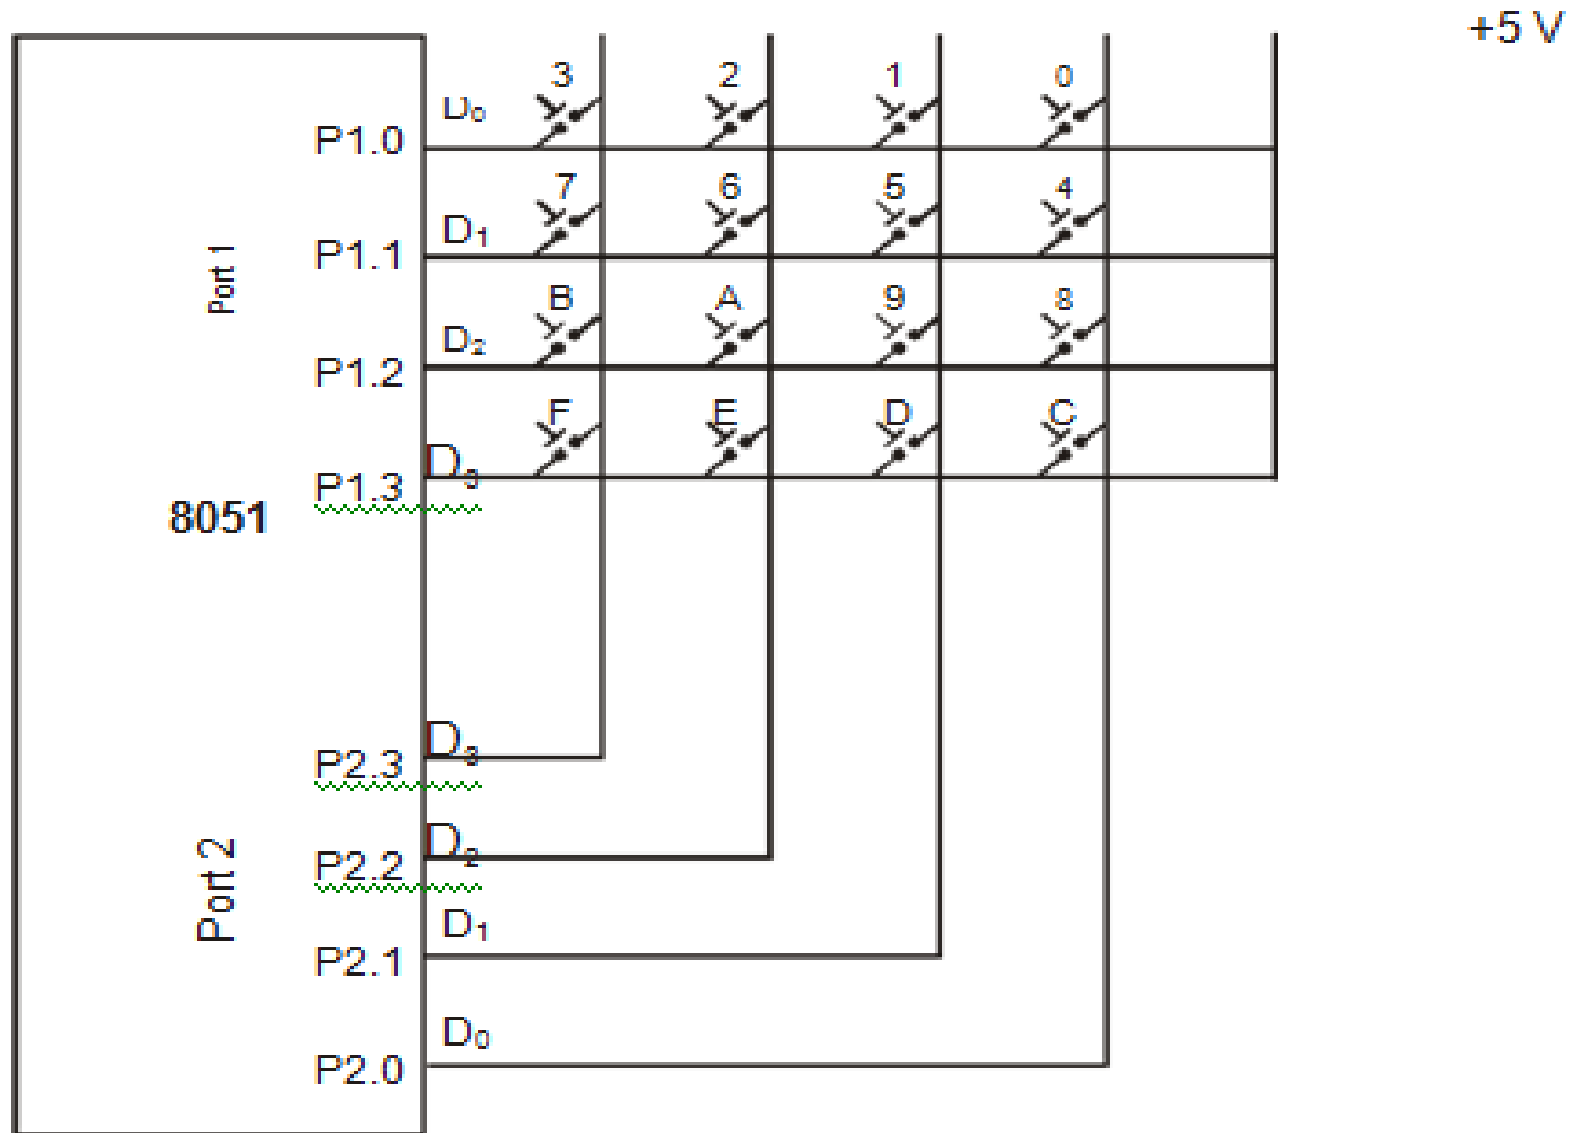 +5 V
3 2 1 0
D₀
P1.0
7 6 5 4
D₁
P1.1
Port 1
B A 9 8
D₂
P1.2
F E D C
D₃
P1.3
8051
D₃
P2.3
D₂
P2.2
Port 2
D₁
P2.1
D₀
P2.0